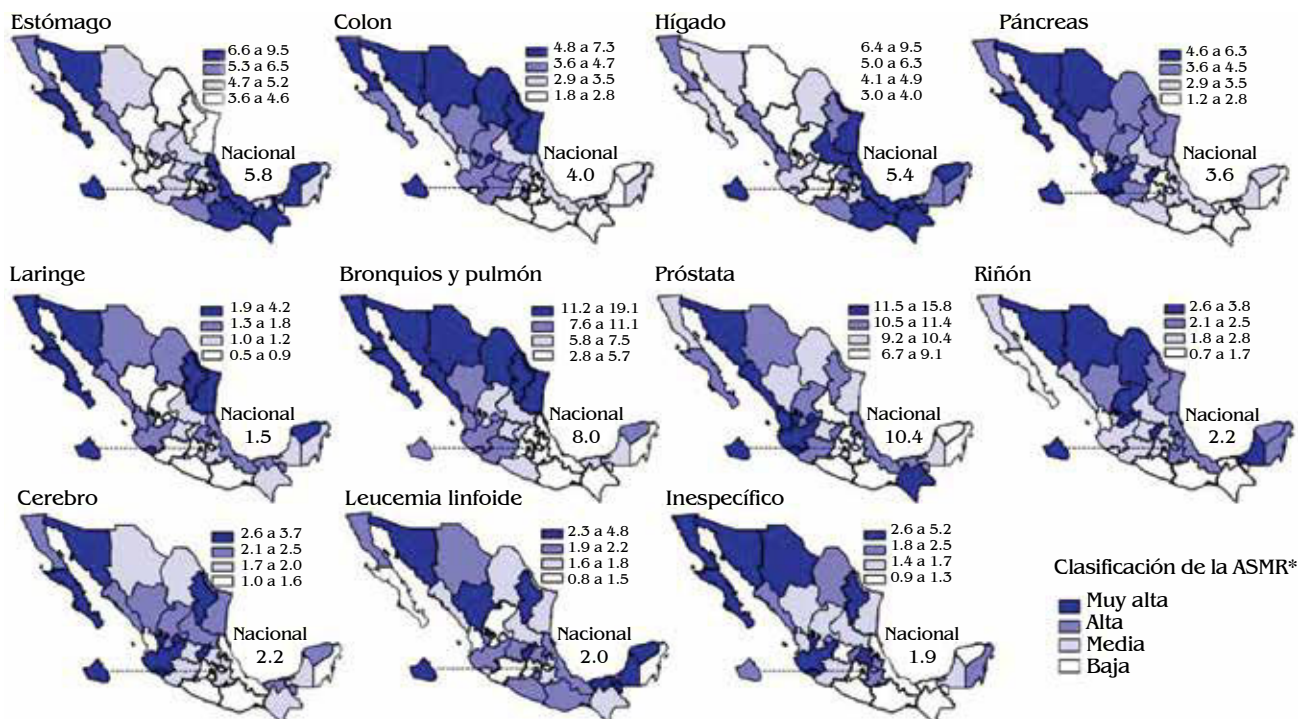 Estómago
6.6 a 9.5
5.3 a 6.5
4.7 a 5.2
3.6 a 4.6
Nacional
5.8
Colon
4.8 a 7.3
3.6 a 4.7
2.9 a 3.5
1.8 a 2.8
Nacional
4.0
Hígado
6.4 a 9.5
5.0 a 6.3
4.1 a 4.9
3.0 a 4.0
Nacional
5.4
Páncreas
4.6 a 6.3
3.6 a 4.5
2.9 a 3.5
1.2 a 2.8
Nacional
3.6
Laringe
1.9 a 4.2
1.3 a 1.8
1.0 a 1.2
0.5 a 0.9
Nacional
1.5
Bronquios y pulmón
11.2 a 19.1
7.6 a 11.1
5.8 a 7.5
2.8 a 5.7
Nacional
8.0
Próstata
11.5 a 15.8
10.5 a 11.4
9.2 a 10.4
6.7 a 9.1
Nacional
10.4
Riñón
2.6 a 3.8
2.1 a 2.5
1.8 a 2.8
0.7 a 1.7
Nacional
2.2
Cerebro
2.6 a 3.7
2.1 a 2.5
1.7 a 2.0
1.0 a 1.6
Nacional
2.2
Leucemia linfoide
2.3 a 4.8
1.9 a 2.2
1.6 a 1.8
0.8 a 1.5
Nacional
2.0
Inespecífico
2.6 a 5.2
1.8 a 2.5
1.4 a 1.7
0.9 a 1.3
Nacional
1.9
Clasificación de la ASMR*
Muy alta
Alta
Media
Baja